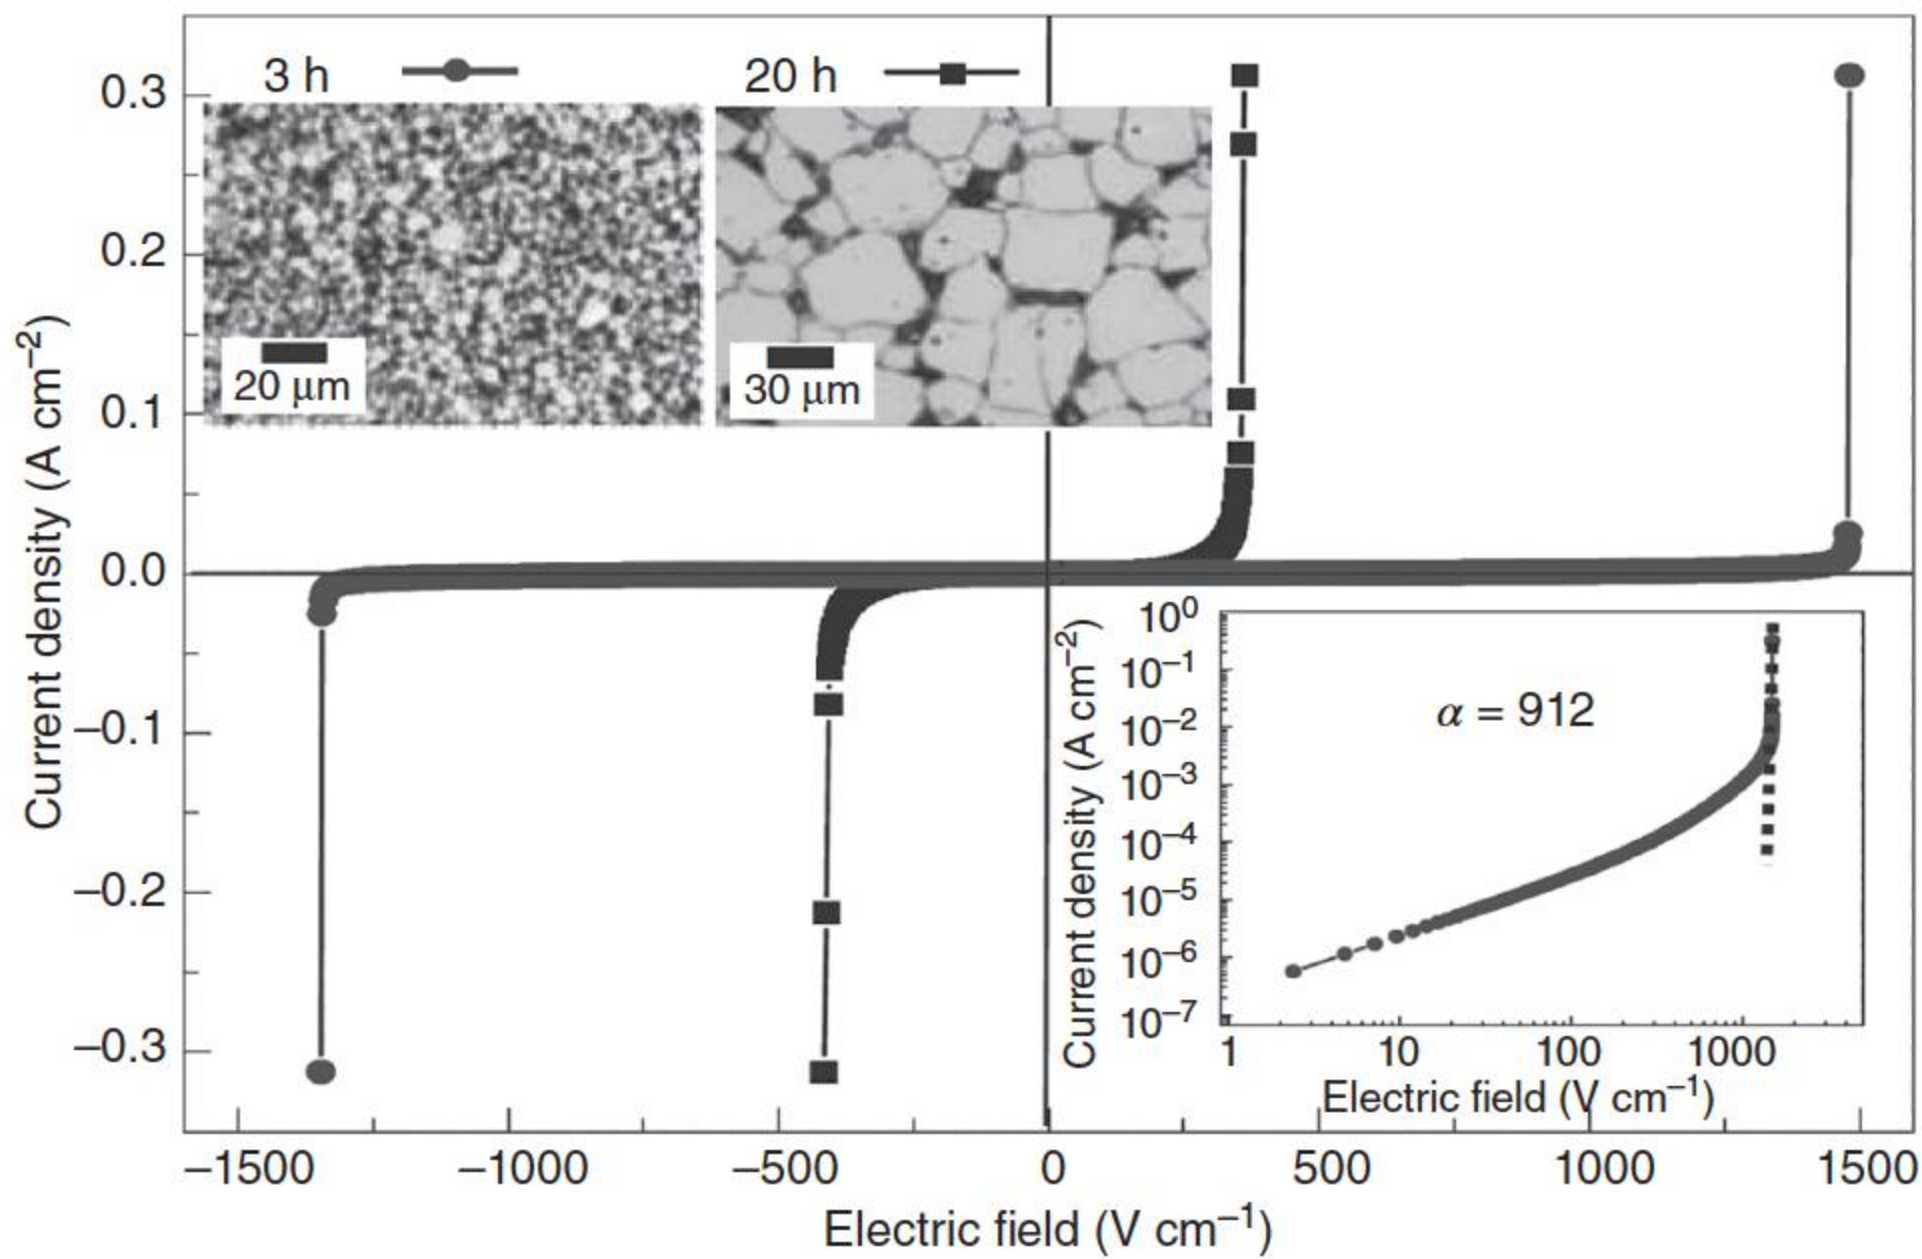 3 h
20 h
20 μm
30 μm
Current density (A cm⁻²)
0.3
0.2
0.1
0.0
–0.1
–0.2
–0.3
–1500 –1000 –500 0 500 1000 1500
Electric field (V cm⁻¹)
Current density (A cm⁻²)
10⁰
10⁻¹
10⁻²
10⁻³
10⁻⁴
10⁻⁵
10⁻⁶
10⁻⁷
α = 912
1 10 100 1000
Electric field (V cm⁻¹)